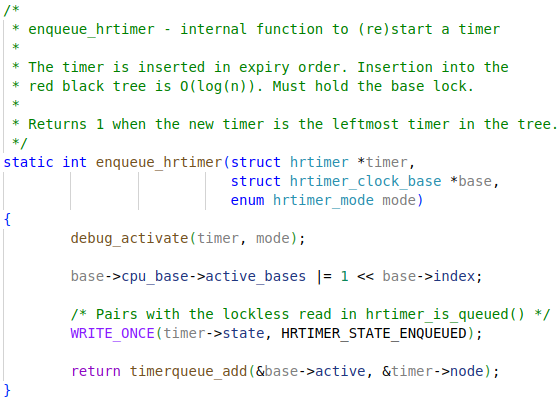 /*
 * enqueue_hrtimer - internal function to (re)start a timer
 *
 * The timer is inserted in expiry order. Insertion into the
 * red black tree is O(log(n)). Must hold the base lock.
 *
 * Returns 1 when the new timer is the leftmost timer in the tree.
 */
static int enqueue_hrtimer(struct hrtimer *timer,
                           struct hrtimer_clock_base *base,
                           enum hrtimer_mode mode)
{
        debug_activate(timer, mode);

        base->cpu_base->active_bases |= 1 << base->index;

        /* Pairs with the lockless read in hrtimer_is_queued() */
        WRITE_ONCE(timer->state, HRTIMER_STATE_ENQUEUED);

        return timerqueue_add(&base->active, &timer->node);
}